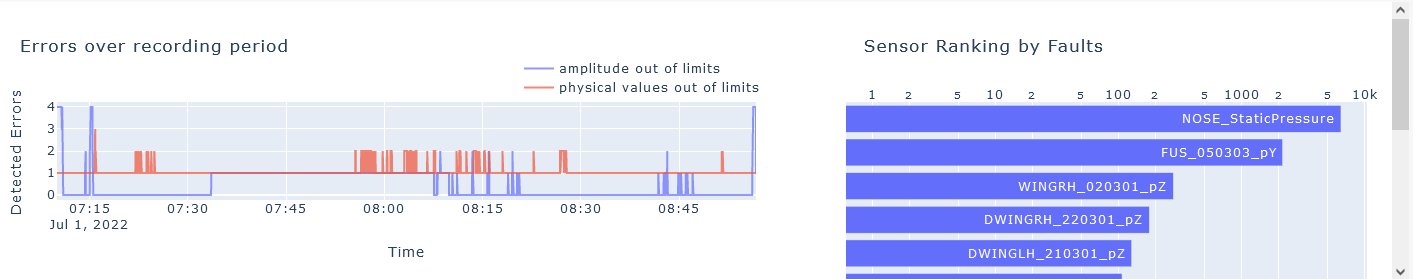 Errors over recording period
amplitude out of limits
physical values out of limits
Detected Errors
4
3
2
1
0
07:15 07:30 07:45 08:00 08:15 08:30 08:45
Jul 1, 2022
Time
Sensor Ranking by Faults
1 2 5 10 2 5 100 2 5 1000 2 5 10k
NOSE_StaticPressure
FUS_050303_pY
WINGRH_020301_pZ
DWINGRH_220301_pZ
DWINGLH_210301_pZ